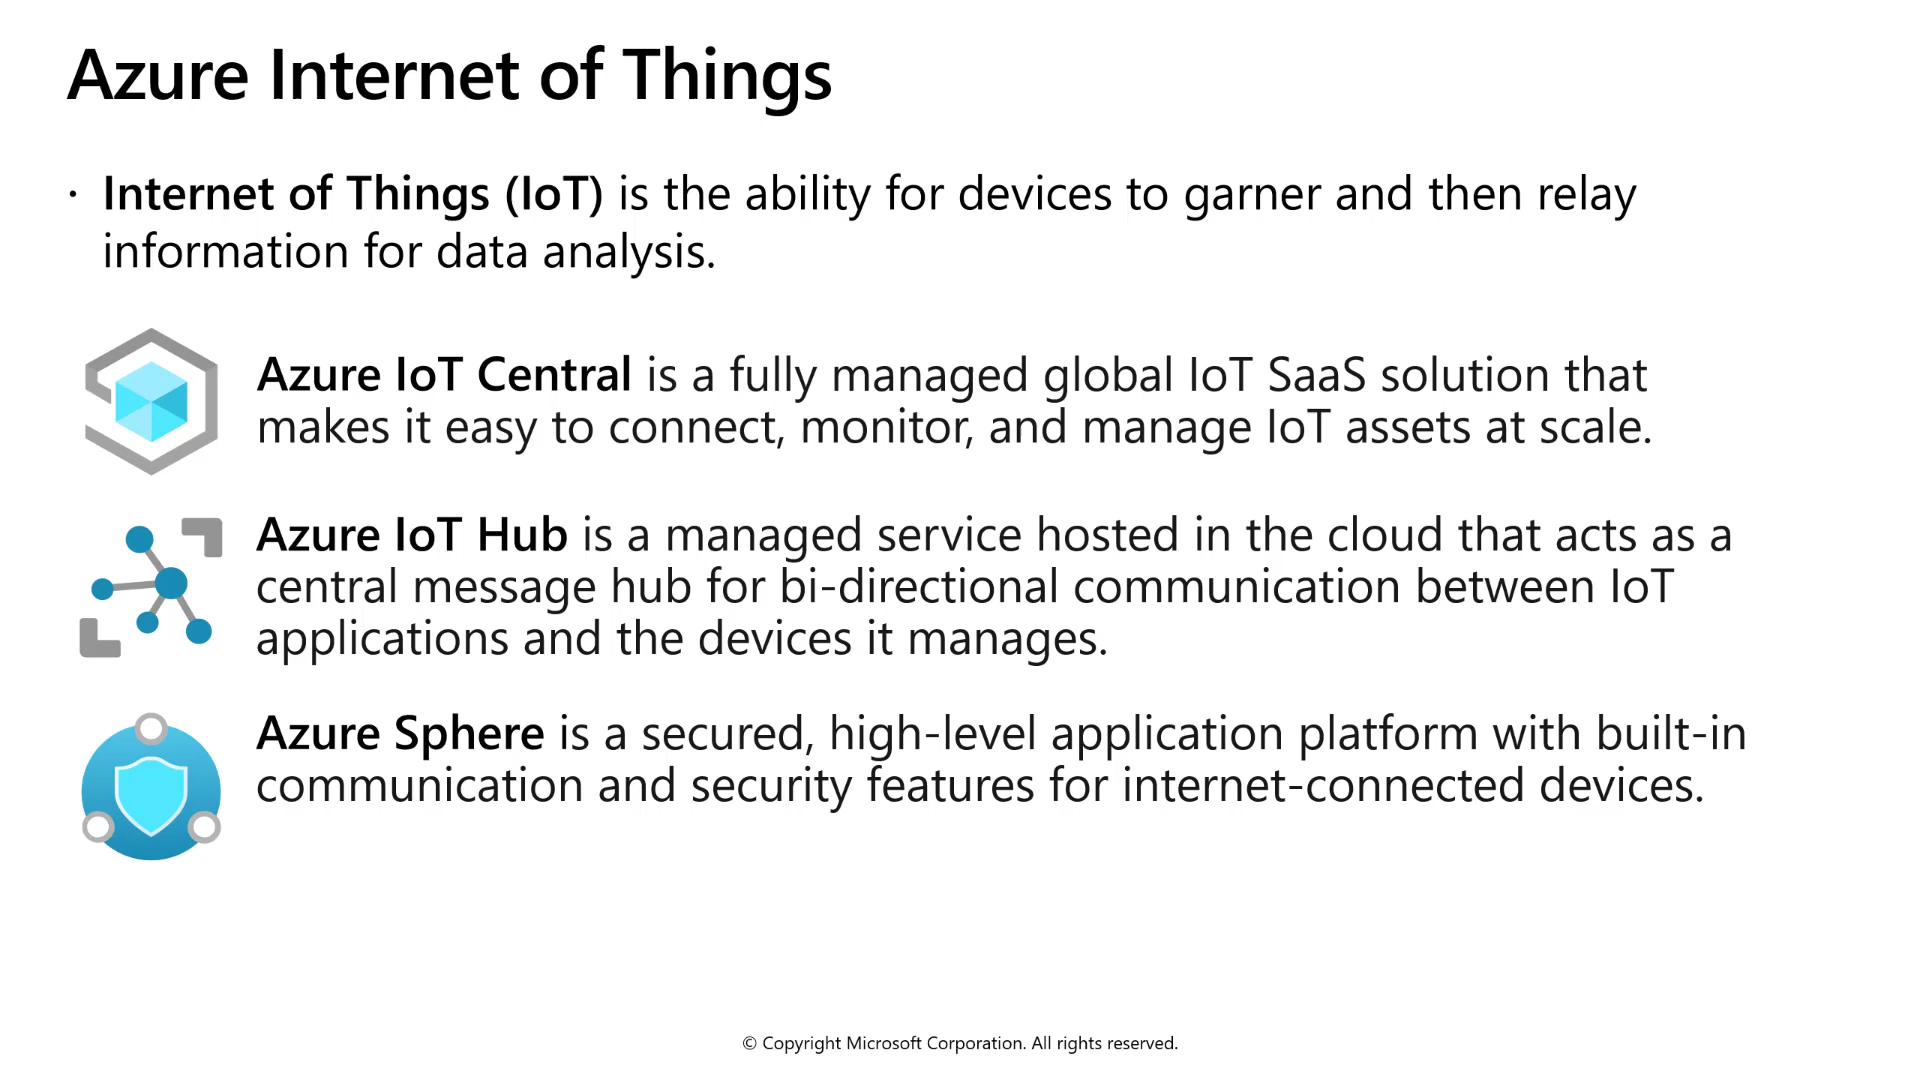 Azure Internet of Things
· Internet of Things (IoT) is the ability for devices to garner and then relay
information for data analysis.
Azure IoT Central is a fully managed global IoT SaaS solution that
makes it easy to connect, monitor, and manage IoT assets at scale.
Azure IoT Hub is a managed service hosted in the cloud that acts as a
central message hub for bi-directional communication between IoT
applications and the devices it manages.
Azure Sphere is a secured, high-level application platform with built-in
communication and security features for internet-connected devices.
© Copyright Microsoft Corporation. All rights reserved.